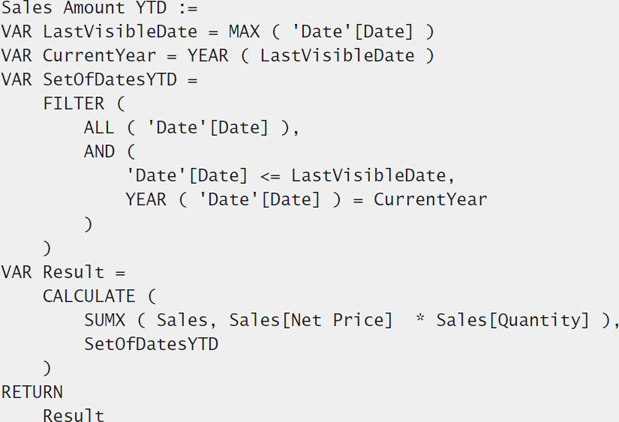 Sales Amount YTD :=
VAR LastVisibleDate = MAX ( 'Date'[Date] )
VAR CurrentYear = YEAR ( LastVisibleDate )
VAR SetOfDatesYTD =
    FILTER (
        ALL ( 'Date'[Date] ),
        AND (
            'Date'[Date] <= LastVisibleDate,
            YEAR ( 'Date'[Date] ) = CurrentYear
        )
    )
VAR Result =
    CALCULATE (
        SUMX ( Sales, Sales[Net Price]  * Sales[Quantity] ),
        SetOfDatesYTD
    )
RETURN
    Result